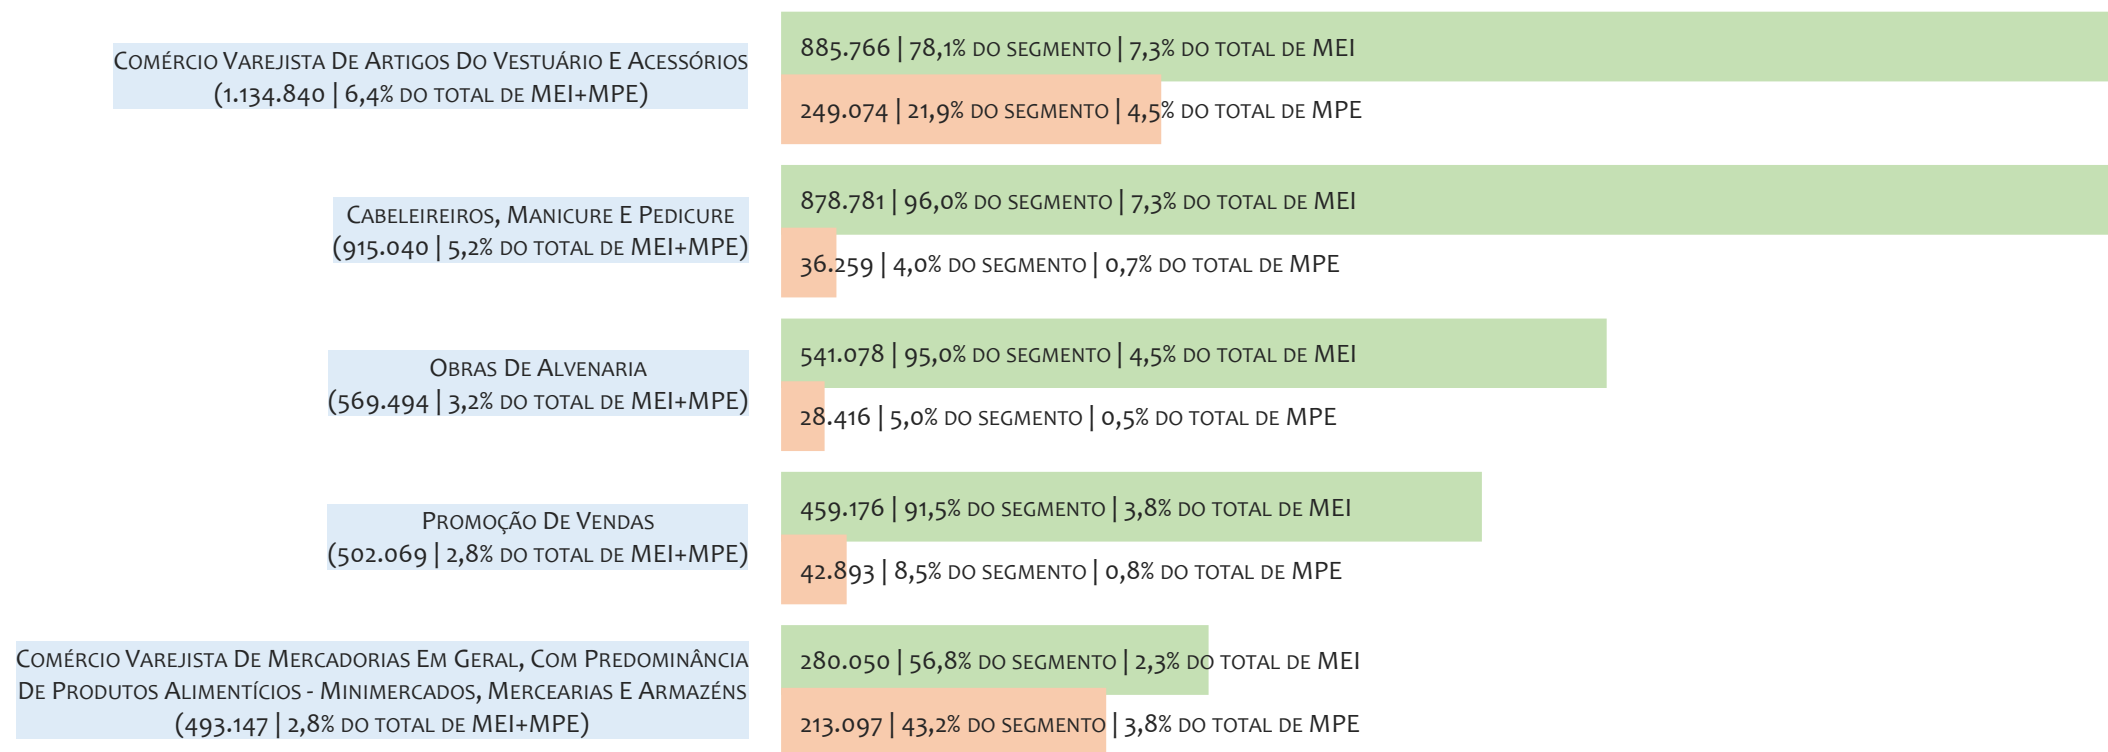 Comércio Varejista De Artigos Do Vestuário E Acessórios
(1.134.840 | 6,4% do total de MEI+MPE)
885.766 | 78,1% do segmento | 7,3% do total de MEI
249.074 | 21,9% do segmento | 4,5% do total de MPE
Cabeleireiros, Manicure E Pedicure
(915.040 | 5,2% do total de MEI+MPE)
878.781 | 96,0% do segmento | 7,3% do total de MEI
36.259 | 4,0% do segmento | 0,7% do total de MPE
Obras De Alvenaria
(569.494 | 3,2% do total de MEI+MPE)
541.078 | 95,0% do segmento | 4,5% do total de MEI
28.416 | 5,0% do segmento | 0,5% do total de MPE
Promoção De Vendas
(502.069 | 2,8% do total de MEI+MPE)
459.176 | 91,5% do segmento | 3,8% do total de MEI
42.893 | 8,5% do segmento | 0,8% do total de MPE
Comércio Varejista De Mercadorias Em Geral, Com Predominância
De Produtos Alimentícios - Minimercados, Mercearias E Armazéns
(493.147 | 2,8% do total de MEI+MPE)
280.050 | 56,8% do segmento | 2,3% do total de MEI
213.097 | 43,2% do segmento | 3,8% do total de MPE